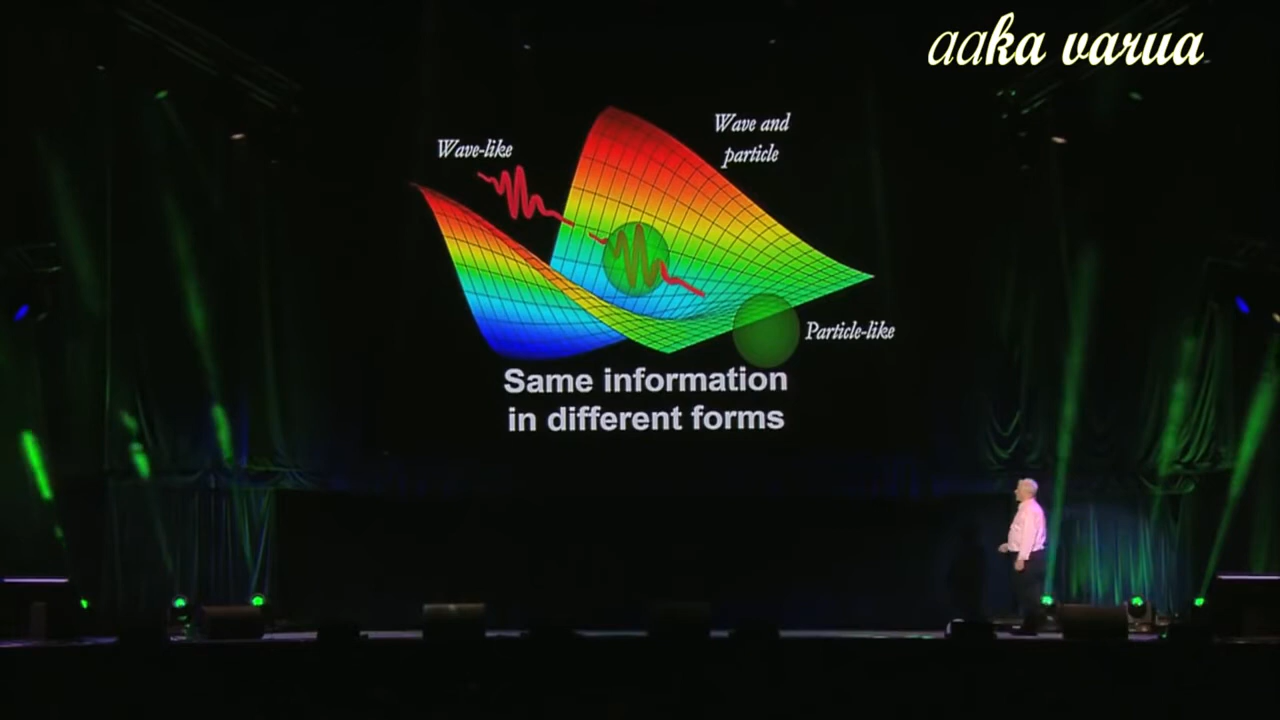 aaka varua
Wave-like
Wave and
particle
Particle-like
Same information
in different forms